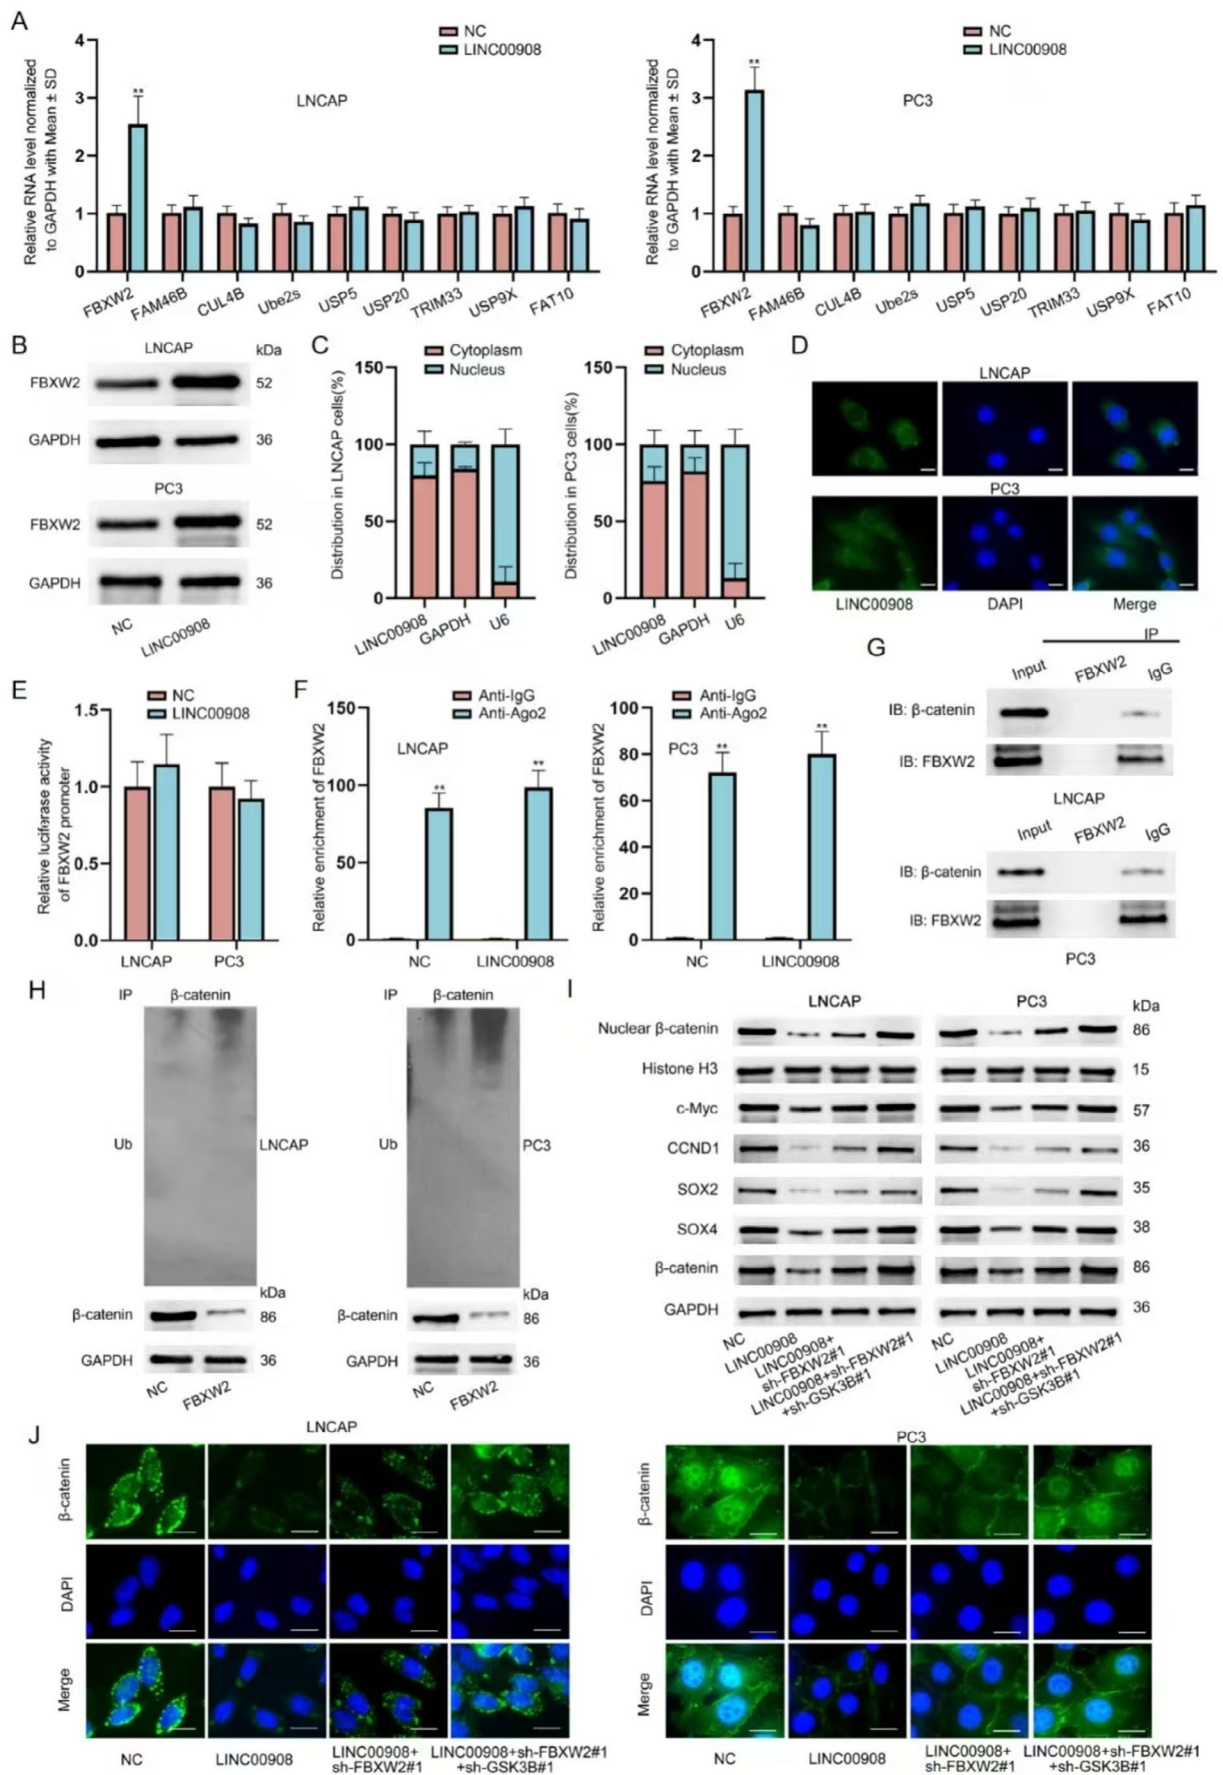 A
Relative RNA level normalized
to GAPDH with Mean ± SD
4
3
2
1
0
NC
LINC00908
LNCAP
**
FBXW2
FAM46B
CUL4B
Ube2s
USP5
USP20
TRIM33
USP9X
FAT10
Relative RNA level normalized
to GAPDH with Mean ± SD
4
3
2
1
0
NC
LINC00908
PC3
**
FBXW2
FAM46B
CUL4B
Ube2s
USP5
USP20
TRIM33
USP9X
FAT10
B
LNCAP
kDa
FBXW2
52
GAPDH
36
PC3
FBXW2
52
GAPDH
36
NC
LINC00908
C
Cytoplasm
Nucleus
Distribution in LNCAP cells(%)
150
100
50
0
LINC00908
GAPDH
U6
Cytoplasm
Nucleus
Distribution in PC3 cells(%)
150
100
50
0
LINC00908
GAPDH
U6
D
LNCAP
PC3
LINC00908
DAPI
Merge
E
NC
LINC00908
Relative luciferase activity
of FBXW2 promoter
1.5
1.0
0.5
0.0
LNCAP
PC3
F
Anti-IgG
Anti-Ago2
Relative enrichment of FBXW2
150
100
50
0
LNCAP
**
**
NC
LINC00908
Anti-IgG
Anti-Ago2
Relative enrichment of FBXW2
100
80
60
40
20
0
PC3
**
**
NC
LINC00908
G
IP
Input
FBXW2
IgG
IB: β-catenin
IB: FBXW2
LNCAP
Input
FBXW2
IgG
IB: β-catenin
IB: FBXW2
PC3
H
IP
β-catenin
Ub
LNCAP
kDa
β-catenin
86
GAPDH
36
NC
FBXW2
IP
β-catenin
Ub
PC3
kDa
β-catenin
86
GAPDH
36
NC
FBXW2
I
LNCAP
PC3
kDa
Nuclear β-catenin
86
Histone H3
15
c-Myc
57
CCND1
36
SOX2
35
SOX4
38
β-catenin
86
GAPDH
36
NC
LINC00908
LINC00908+
sh-FBXW2#1
LINC00908+sh-FBXW2#1
+sh-GSK3B#1
NC
LINC00908
LINC00908+
sh-FBXW2#1
LINC00908+sh-FBXW2#1
+sh-GSK3B#1
J
LNCAP
β-catenin
DAPI
Merge
NC
LINC00908
LINC00908+
sh-FBXW2#1
LINC00908+sh-FBXW2#1
+sh-GSK3B#1
PC3
β-catenin
DAPI
Merge
NC
LINC00908
LINC00908+
sh-FBXW2#1
LINC00908+sh-FBXW2#1
+sh-GSK3B#1